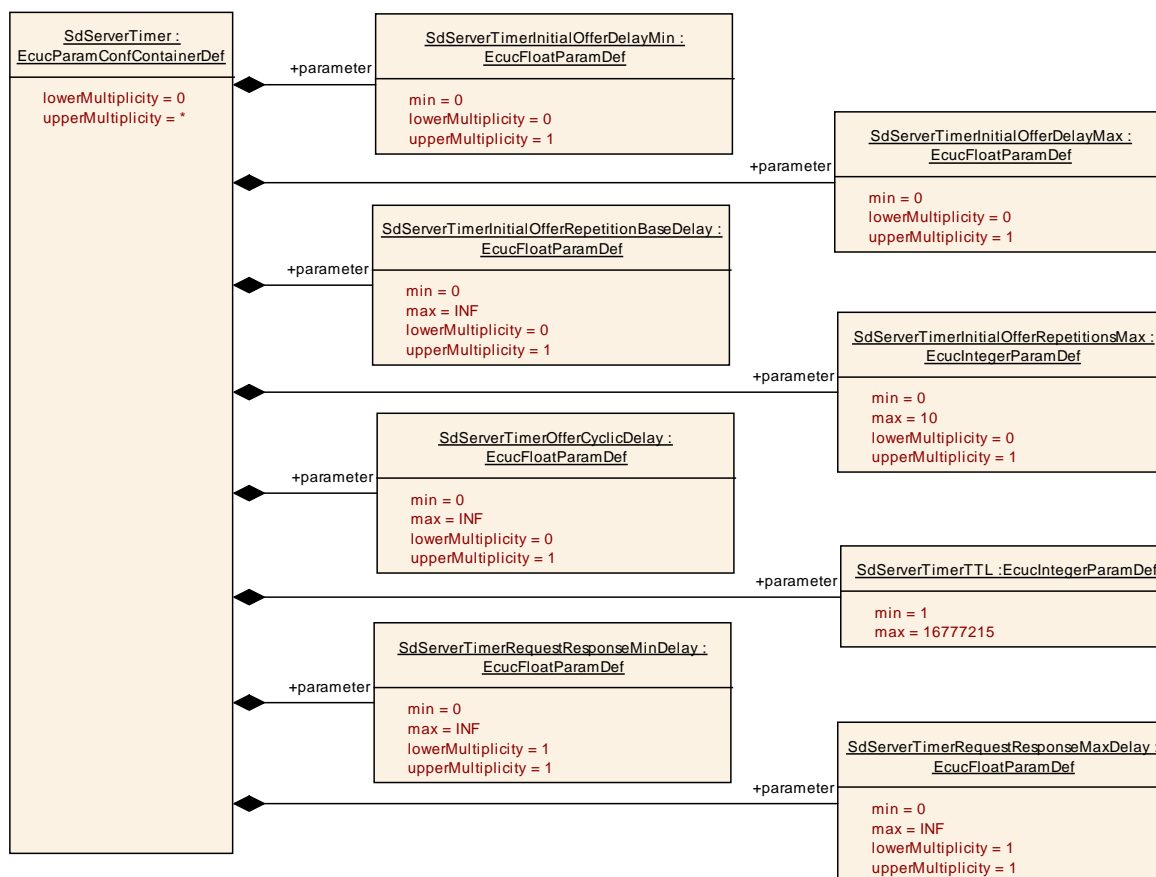 SdServerTimer :
EcucParamConfContainerDef
lowerMultiplicity = 0
upperMultiplicity = *
+parameter
SdServerTimerInitialOfferDelayMin :
EcucFloatParamDef
min = 0
lowerMultiplicity = 0
upperMultiplicity = 1
+parameter
SdServerTimerInitialOfferDelayMax :
EcucFloatParamDef
min = 0
lowerMultiplicity = 0
upperMultiplicity = 1
+parameter
SdServerTimerInitialOfferRepetitionBaseDelay :
EcucFloatParamDef
min = 0
max = INF
lowerMultiplicity = 0
upperMultiplicity = 1
+parameter
SdServerTimerInitialOfferRepetitionsMax :
EcucIntegerParamDef
min = 0
max = 10
lowerMultiplicity = 0
upperMultiplicity = 1
+parameter
SdServerTimerOfferCyclicDelay :
EcucFloatParamDef
min = 0
max = INF
lowerMultiplicity = 0
upperMultiplicity = 1
+parameter
SdServerTimerTTL :EcucIntegerParamDef
min = 1
max = 16777215
+parameter
SdServerTimerRequestResponseMinDelay :
EcucFloatParamDef
min = 0
max = INF
lowerMultiplicity = 1
upperMultiplicity = 1
+parameter
SdServerTimerRequestResponseMaxDelay :
EcucFloatParamDef
min = 0
max = INF
lowerMultiplicity = 1
upperMultiplicity = 1